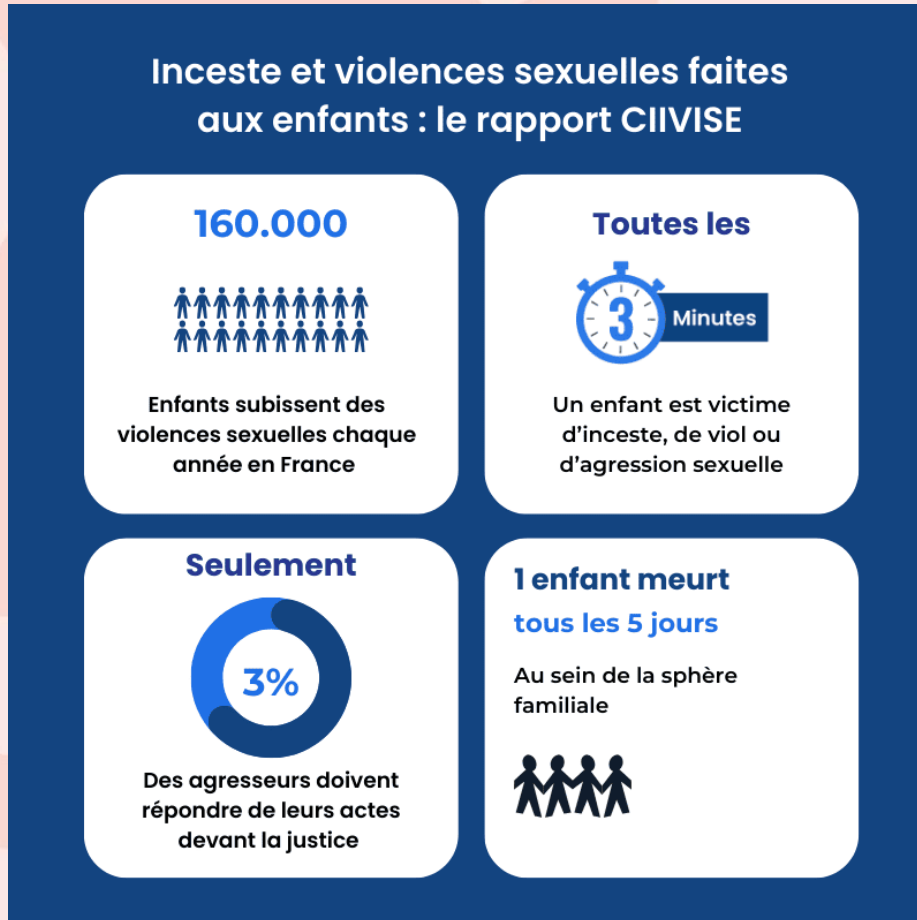 Inceste et violences sexuelles faites
aux enfants : le rapport CIIVISE
160.000
Enfants subissent des
violences sexuelles chaque
année en France
Toutes les
3
Minutes
Un enfant est victime
d’inceste, de viol ou
d’agression sexuelle
Seulement
3%
Des agresseurs doivent
répondre de leurs actes
devant la justice
1 enfant meurt
tous les 5 jours
Au sein de la sphère
familiale